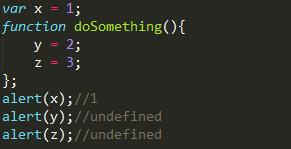 var x = 1;
function doSomething(){
    y = 2;
    z = 3;
};
alert(x);//1
alert(y);//undefined
alert(z);//undefined